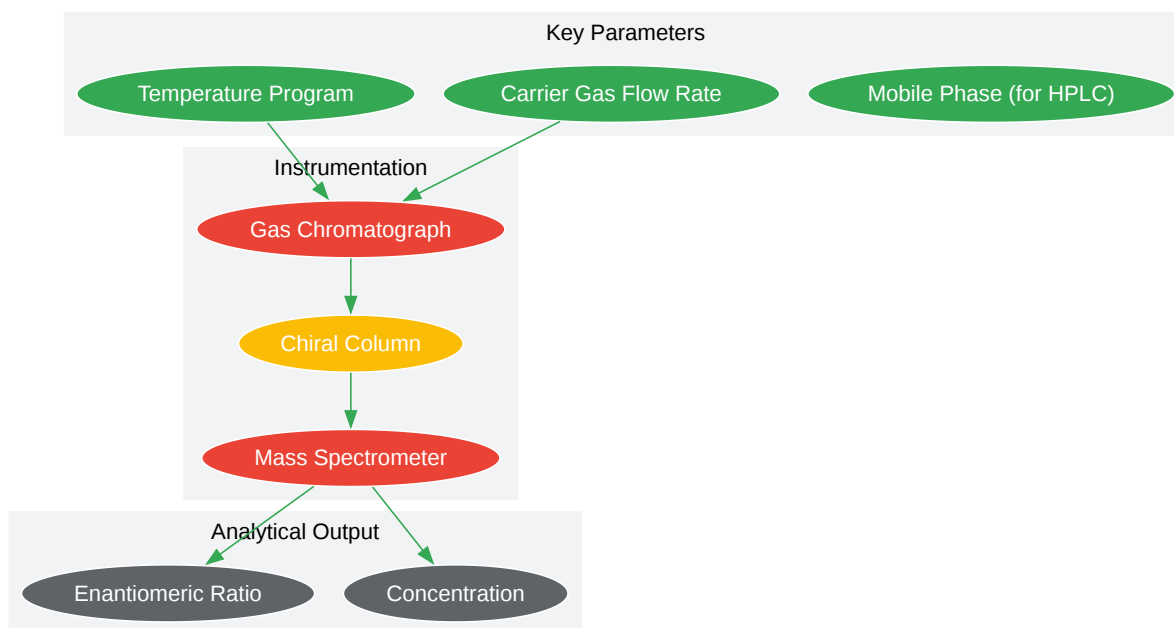 Key Parameters
Temperature Program
Carrier Gas Flow Rate
Mobile Phase (for HPLC)
Instrumentation
Gas Chromatograph
Chiral Column
Mass Spectrometer
Analytical Output
Enantiomeric Ratio
Concentration